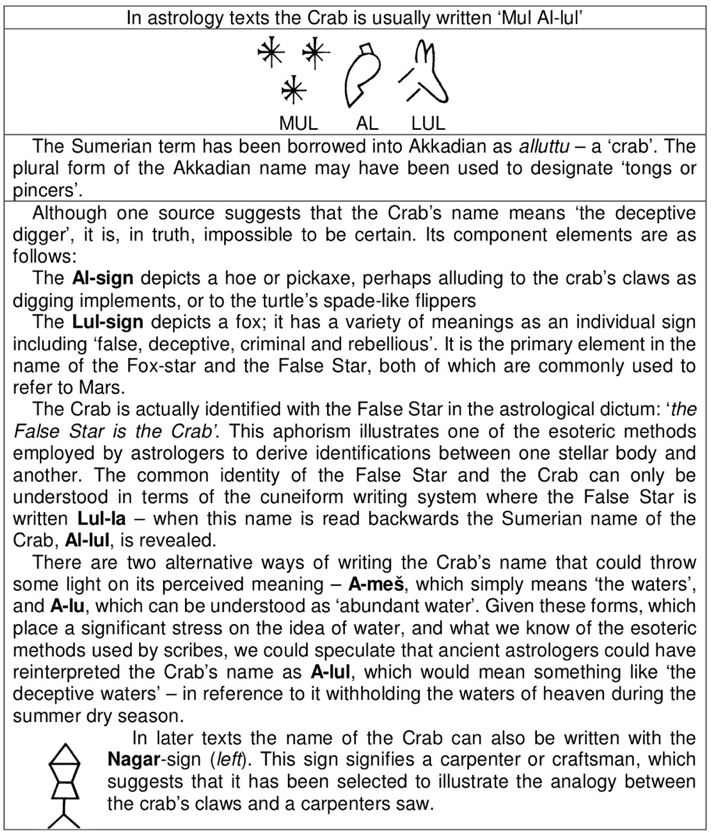 In astrology texts the Crab is usually written ‘Mul Al-lul’
MUL AL LUL
The Sumerian term has been borrowed into Akkadian as alluttu – a ‘crab’. The
plural form of the Akkadian name may have been used to designate ‘tongs or
pincers’.
Although one source suggests that the Crab’s name means ‘the deceptive
digger’, it is, in truth, impossible to be certain. Its component elements are as
follows:
The Al-sign depicts a hoe or pickaxe, perhaps alluding to the crab’s claws as
digging implements, or to the turtle’s spade-like flippers
The Lul-sign depicts a fox; it has a variety of meanings as an individual sign
including ‘false, deceptive, criminal and rebellious’. It is the primary element in the
name of the Fox-star and the False Star, both of which are commonly used to
refer to Mars.
The Crab is actually identified with the False Star in the astrological dictum: ‘the
False Star is the Crab’. This aphorism illustrates one of the esoteric methods
employed by astrologers to derive identifications between one stellar body and
another. The common identity of the False Star and the Crab can only be
understood in terms of the cuneiform writing system where the False Star is
written Lul-la – when this name is read backwards the Sumerian name of the
Crab, Al-lul, is revealed.
There are two alternative ways of writing the Crab’s name that could throw
some light on its perceived meaning – A-meš, which simply means ‘the waters’,
and A-lu, which can be understood as ‘abundant water’. Given these forms, which
place a significant stress on the idea of water, and what we know of the esoteric
methods used by scribes, we could speculate that ancient astrologers could have
reinterpreted the Crab’s name as A-lul, which would mean something like ‘the
deceptive waters’ – in reference to it withholding the waters of heaven during the
summer dry season.
In later texts the name of the Crab can also be written with the
Nagar-sign (left). This sign signifies a carpenter or craftsman, which
suggests that it has been selected to illustrate the analogy between
the crab’s claws and a carpenters saw.